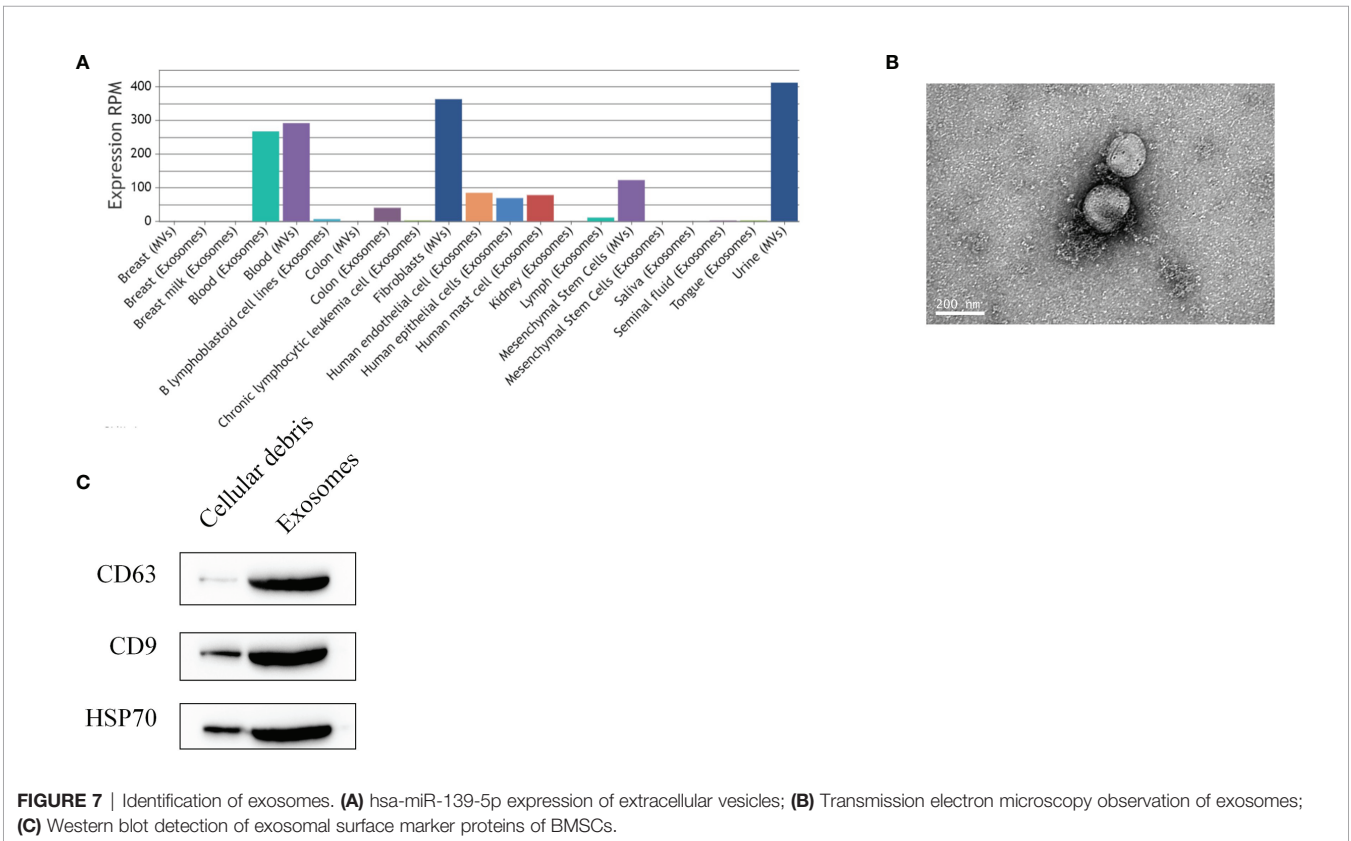 A
Expression RPM
400
300
200
100
0
Breast (MVs)
Breast (Exosomes)
Breast milk (Exosomes)
Blood (Exosomes)
Blood (MVs)
B lymphoblastoid cell lines (Exosomes)
Colon (MVs)
Colon (Exosomes)
Chronic lymphocytic leukemia cell (Exosomes)
Fibroblasts (MVs)
Human endothelial cell (Exosomes)
Human epithelial cells (Exosomes)
Human mast cell (Exosomes)
Kidney (Exosomes)
Lymph (Exosomes)
Mesenchymal Stem Cells (MVs)
Mesenchymal Stem Cells (Exosomes)
Saliva (Exosomes)
Seminal fluid (Exosomes)
Tongue (Exosomes)
Urine (MVs)
B
200 nm
C
Cellular debris
Exosomes
CD63
CD9
HSP70
FIGURE 7 | Identification of exosomes. (A) hsa-miR-139-5p expression of extracellular vesicles; (B) Transmission electron microscopy observation of exosomes;
(C) Western blot detection of exosomal surface marker proteins of BMSCs.